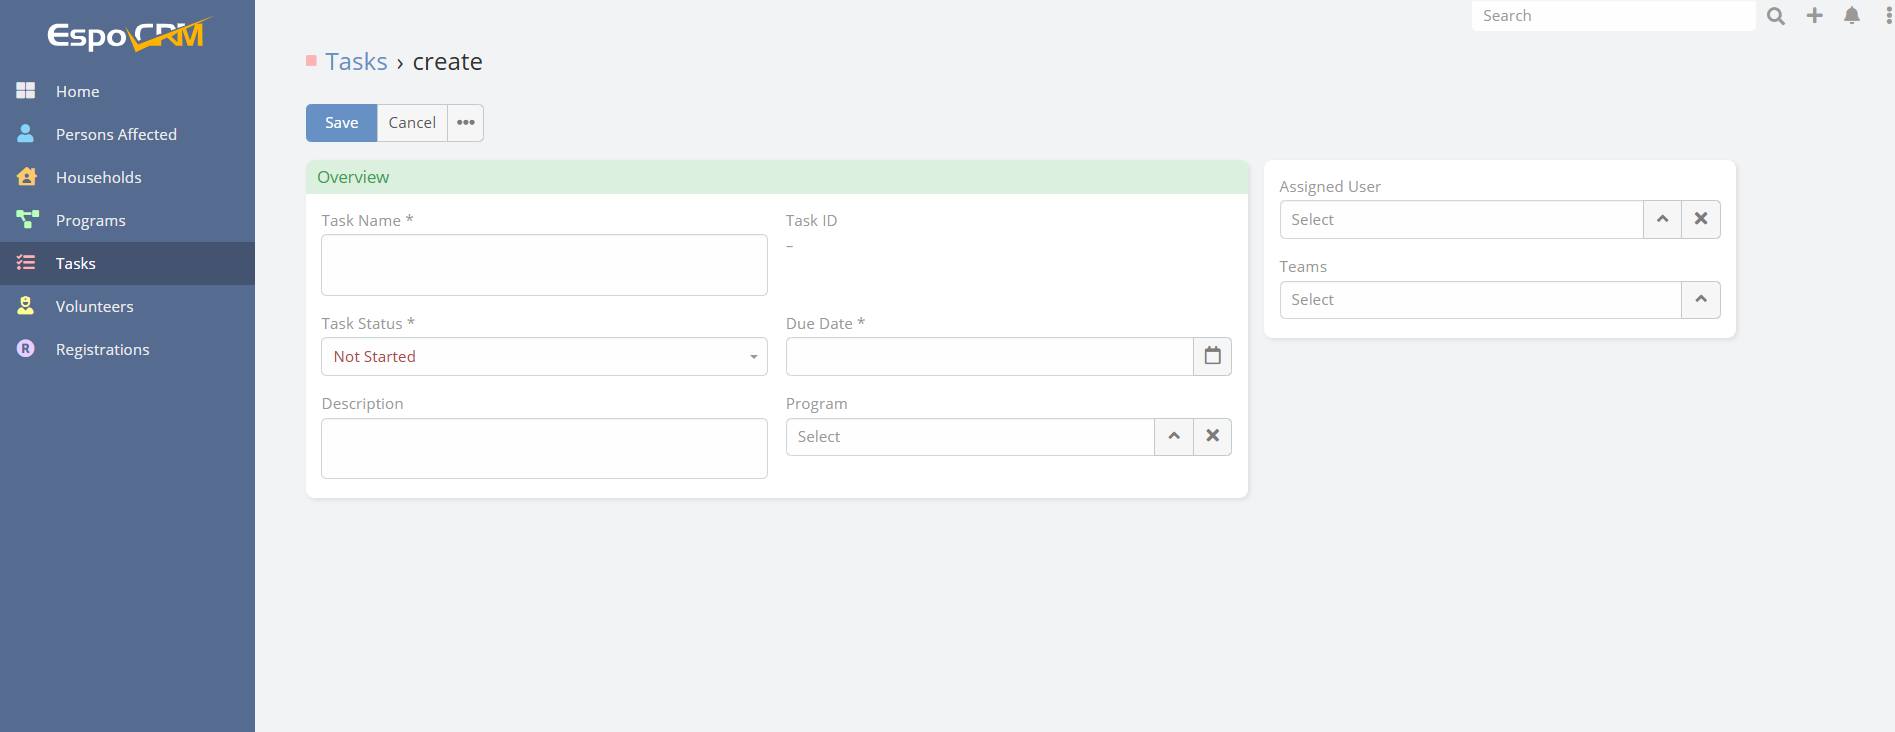 EspoCRM
Search
Home
Persons Affected
Households
Programs
Tasks
Volunteers
R Registrations
Tasks › create
Save Cancel •••
Overview
Task Name *
Task ID
–
Task Status *
Not Started
Due Date *
Description
Program
Select
Assigned User
Select
Teams
Select